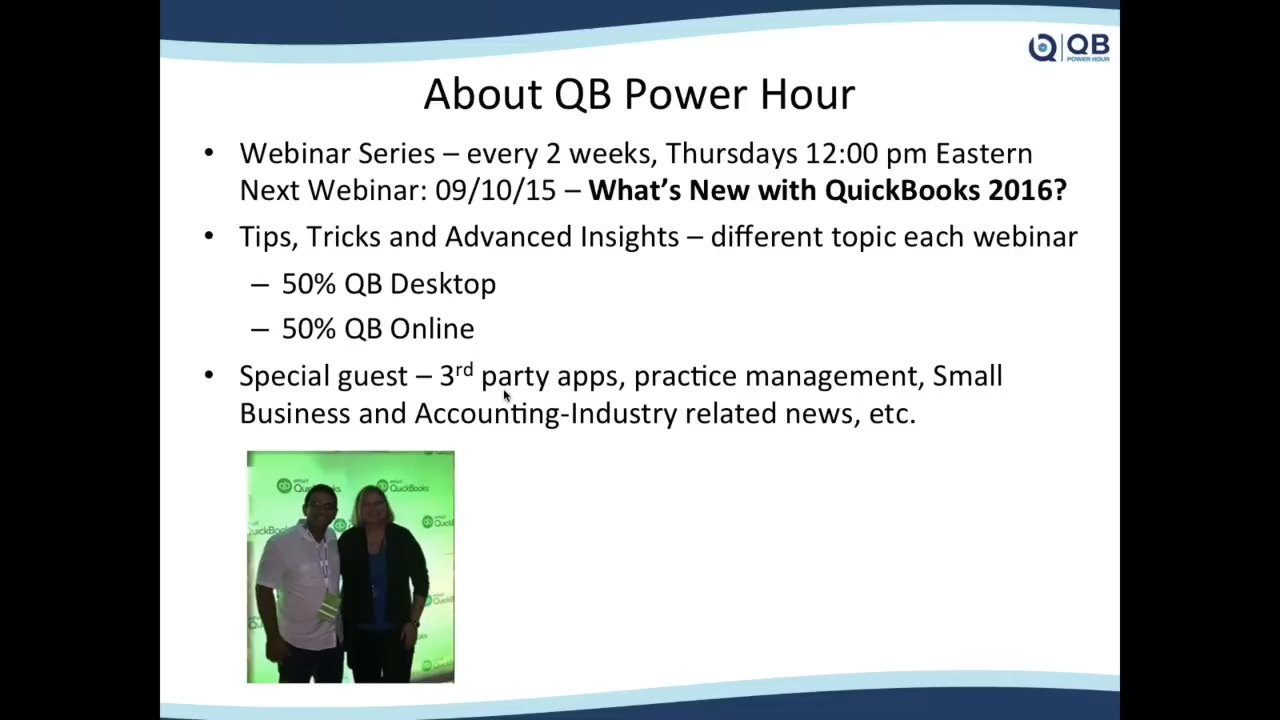 QB
POWER HOUR
About QB Power Hour
• Webinar Series – every 2 weeks, Thursdays 12:00 pm Eastern
Next Webinar: 09/10/15 – What's New with QuickBooks 2016?
• Tips, Tricks and Advanced Insights – different topic each webinar
– 50% QB Desktop
– 50% QB Online
• Special guest – 3rd party apps, practice management, Small
Business and Accounting-Industry related news, etc.
QuickBooks